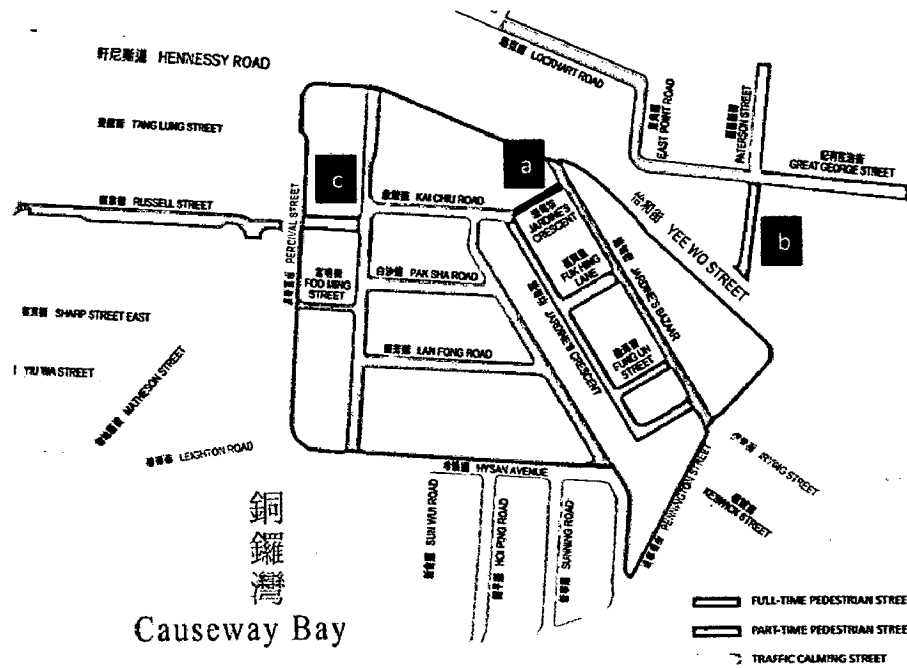 軒尼斯道 HENNESSY ROAD
LOCKHART ROAD
EAST POINT ROAD
PATERSON STREET
GREAT GEORGE STREET
TANG LUNG STREET
a
c
b
KAI CHIU ROAD
RUSSELL STREET
PERCIVAL STREET
JARDINE'S
CRESCENT
怡和街 YEE WO STREET
FUK HING
LANE
白沙道 PAK SHA ROAD
FOO MING
STREET
JARDINE'S BAZAAR
JARDINE'S CRESCENT
SHARP STREET EAST
LAN FONG ROAD
FUNG UN
STREET
YIU WA STREET
MATHESON STREET
LEIGHTON ROAD
HYSAN AVENUE
PENNINGTON STREET
IRVING STREET
KESWICK STREET
SUN WUI ROAD
HOI PING ROAD
SUNNING ROAD
銅
鑼
灣
Causeway Bay
FULL-TIME PEDESTRIAN STREE
PART-TIME PEDESTRIAN STREE
TRAFFIC CALMING STREET